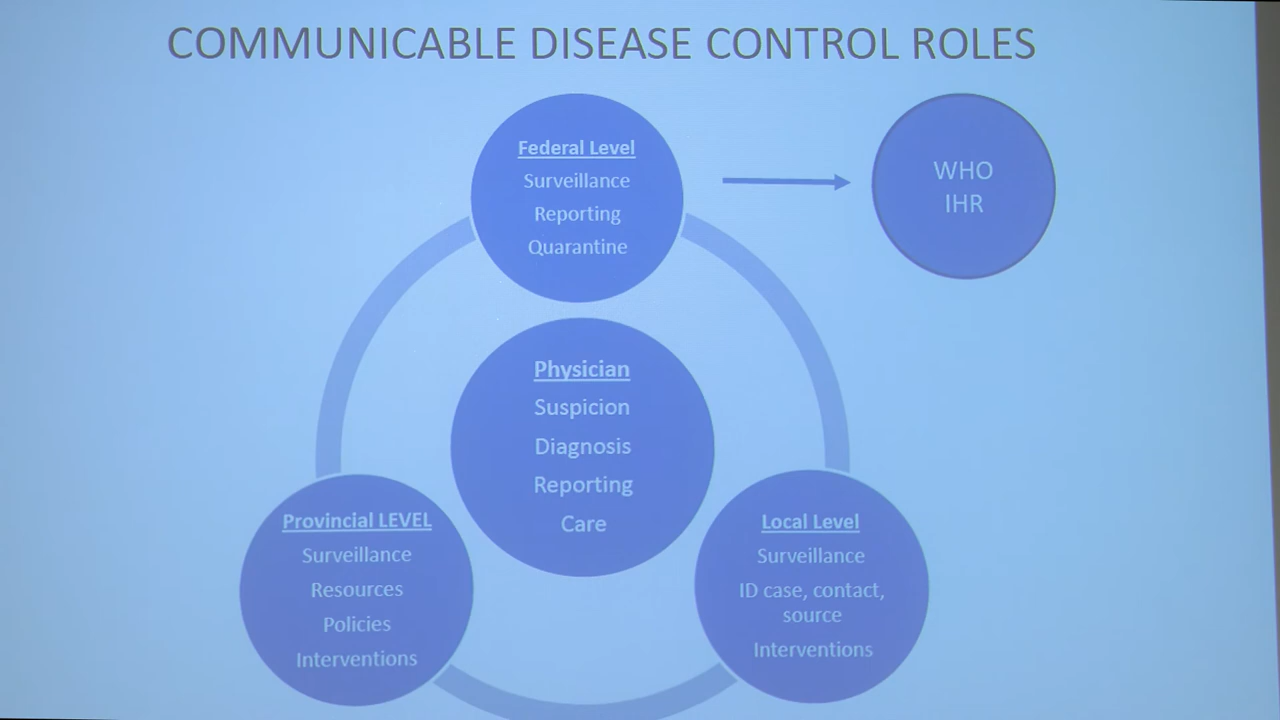 COMMUNICABLE DISEASE CONTROL ROLES
Federal Level
Surveillance
Reporting
Quarantine
WHO
IHR
Physician
Suspicion
Diagnosis
Reporting
Care
Provincial LEVEL
Surveillance
Resources
Policies
Interventions
Local Level
Surveillance
ID case, contact,
source
Interventions